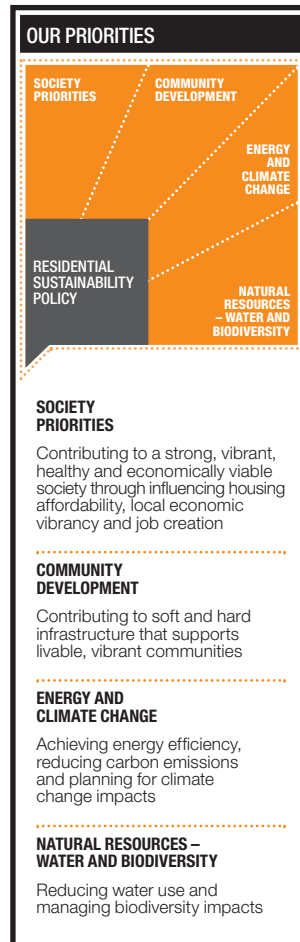 OUR PRIORITIES
SOCIETY
PRIORITIES
COMMUNITY
DEVELOPMENT
ENERGY
AND
CLIMATE
CHANGE
RESIDENTIAL
SUSTAINABILITY
POLICY
NATURAL
RESOURCES
– WATER AND
BIODIVERSITY
SOCIETY
PRIORITIES
Contributing to a strong, vibrant,
healthy and economically viable
society through influencing housing
affordability, local economic
vibrancy and job creation
COMMUNITY
DEVELOPMENT
Contributing to soft and hard
infrastructure that supports
livable, vibrant communities
ENERGY AND
CLIMATE CHANGE
Achieving energy efficiency,
reducing carbon emissions
and planning for climate
change impacts
NATURAL RESOURCES –
WATER AND BIODIVERSITY
Reducing water use and
managing biodiversity impacts